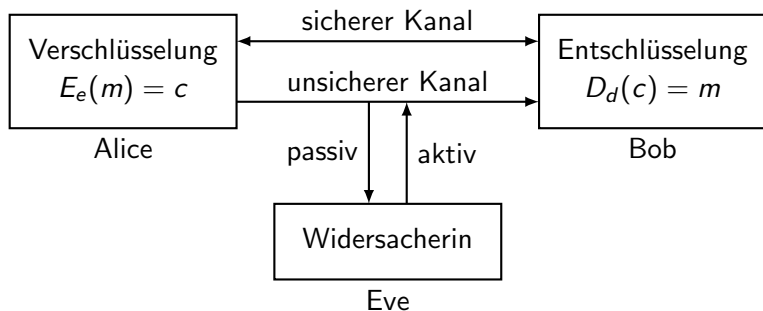 sicherer Kanal
Verschlüsselung
E_e(m) = c
Entschlüsselung
D_d(c) = m
unsicherer Kanal
Alice
Bob
passiv
aktiv
Widersacherin
Eve